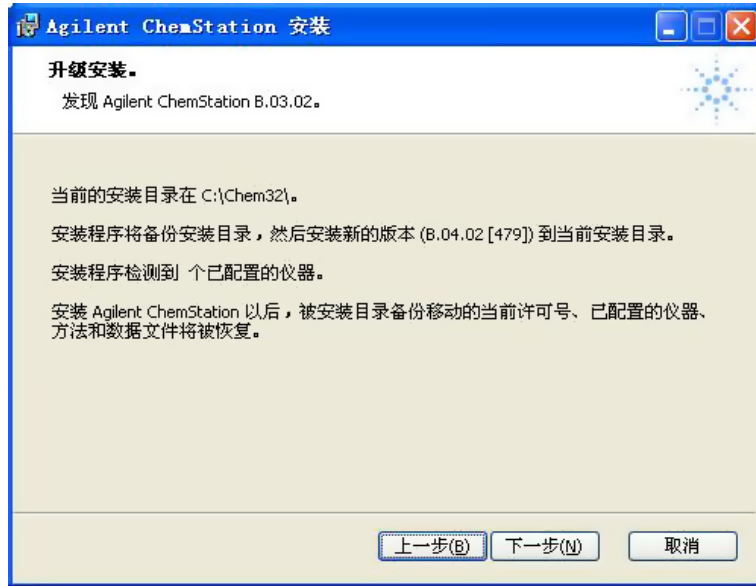 Agilent ChemStation 安装
升级安装。
发现 Agilent ChemStation B.03.02。
当前的安装目录在 C:\Chem32\。
安装程序将备份安装目录，然后安装新的版本 (B.04.02 [479]) 到当前安装目录。
安装程序检测到 个已配置的仪器。
安装 Agilent ChemStation 以后，被安装目录备份移动的当前许可号、已配置的仪器、
方法和数据文件将被恢复。
上一步(B) 下一步(N) 取消